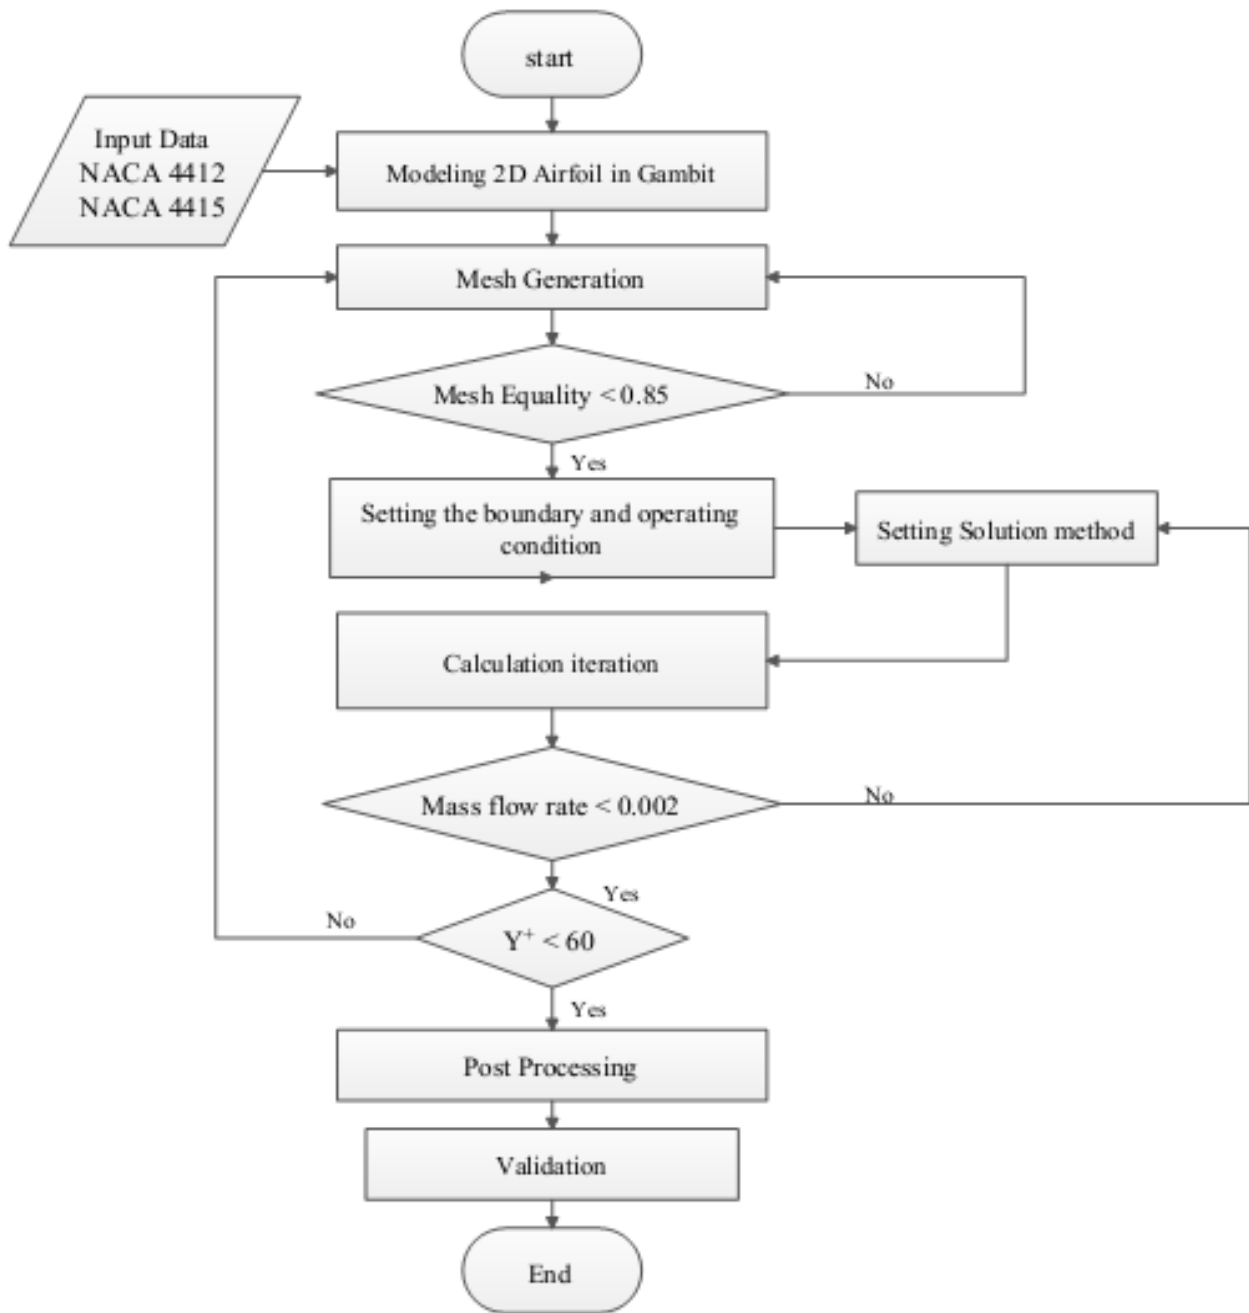 start
Input Data
NACA 4412
NACA 4415
Modeling 2D Airfoil in Gambit
Mesh Generation
Mesh Equality < 0.85
No
Yes
Setting the boundary and operating
condition
Setting Solution method
Calculation itreration
Mass flow rate < 0.002
No
Yes
No
Y⁺ < 60
Yes
Post Processing
Validation
End